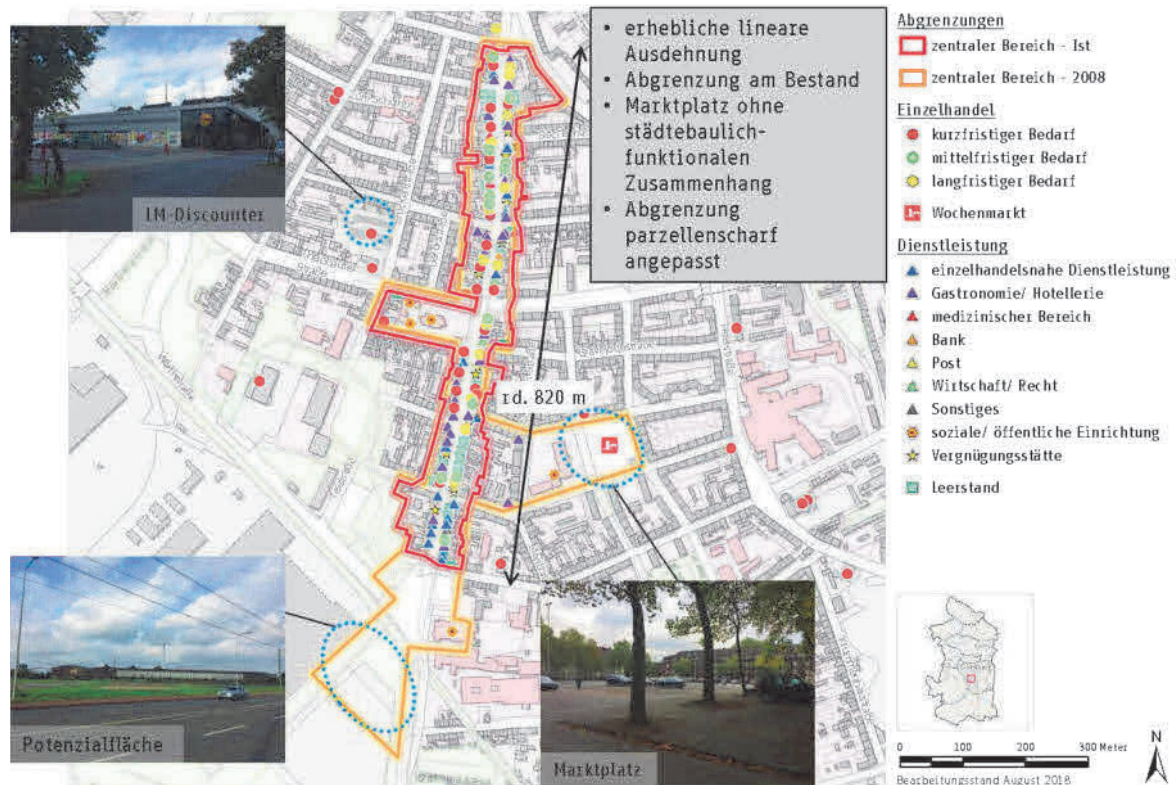 LM-Discounter
• erhebliche lineare
Ausdehnung
• Abgrenzung am Bestand
• Marktplatz ohne
städtebaulich-
funktionalen
Zusammenhang
• Abgrenzung
parzellenscharf
angepasst
rd. 820 m
Potenzialfläche
Marktplatz
Abgrenzungen
zentraler Bereich - Ist
zentraler Bereich - 2008
Einzelhandel
kurzfristiger Bedarf
mittelfristiger Bedarf
langfristiger Bedarf
Wochenmarkt
Dienstleistung
einzelhandelsnahe Dienstleistung
Gastronomie/ Hotellerie
medizinischer Bereich
Bank
Post
Wirtschaft/ Recht
Sonstiges
soziale/ öffentliche Einrichtung
Vergnügungsstätte
Leerstand
0 100 200 300 Meter
Bearbeitungsstand August 2018
N